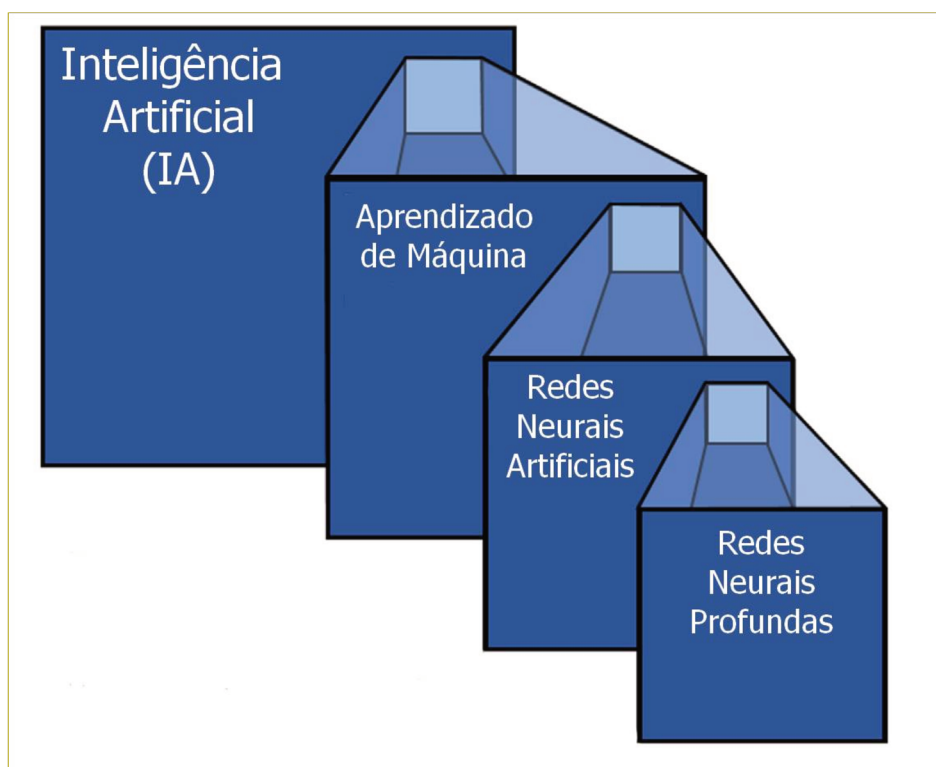 Inteligência
Artificial
(IA)
Aprendizado
de Máquina
Redes
Neurais
Artificiais
Redes
Neurais
Profundas